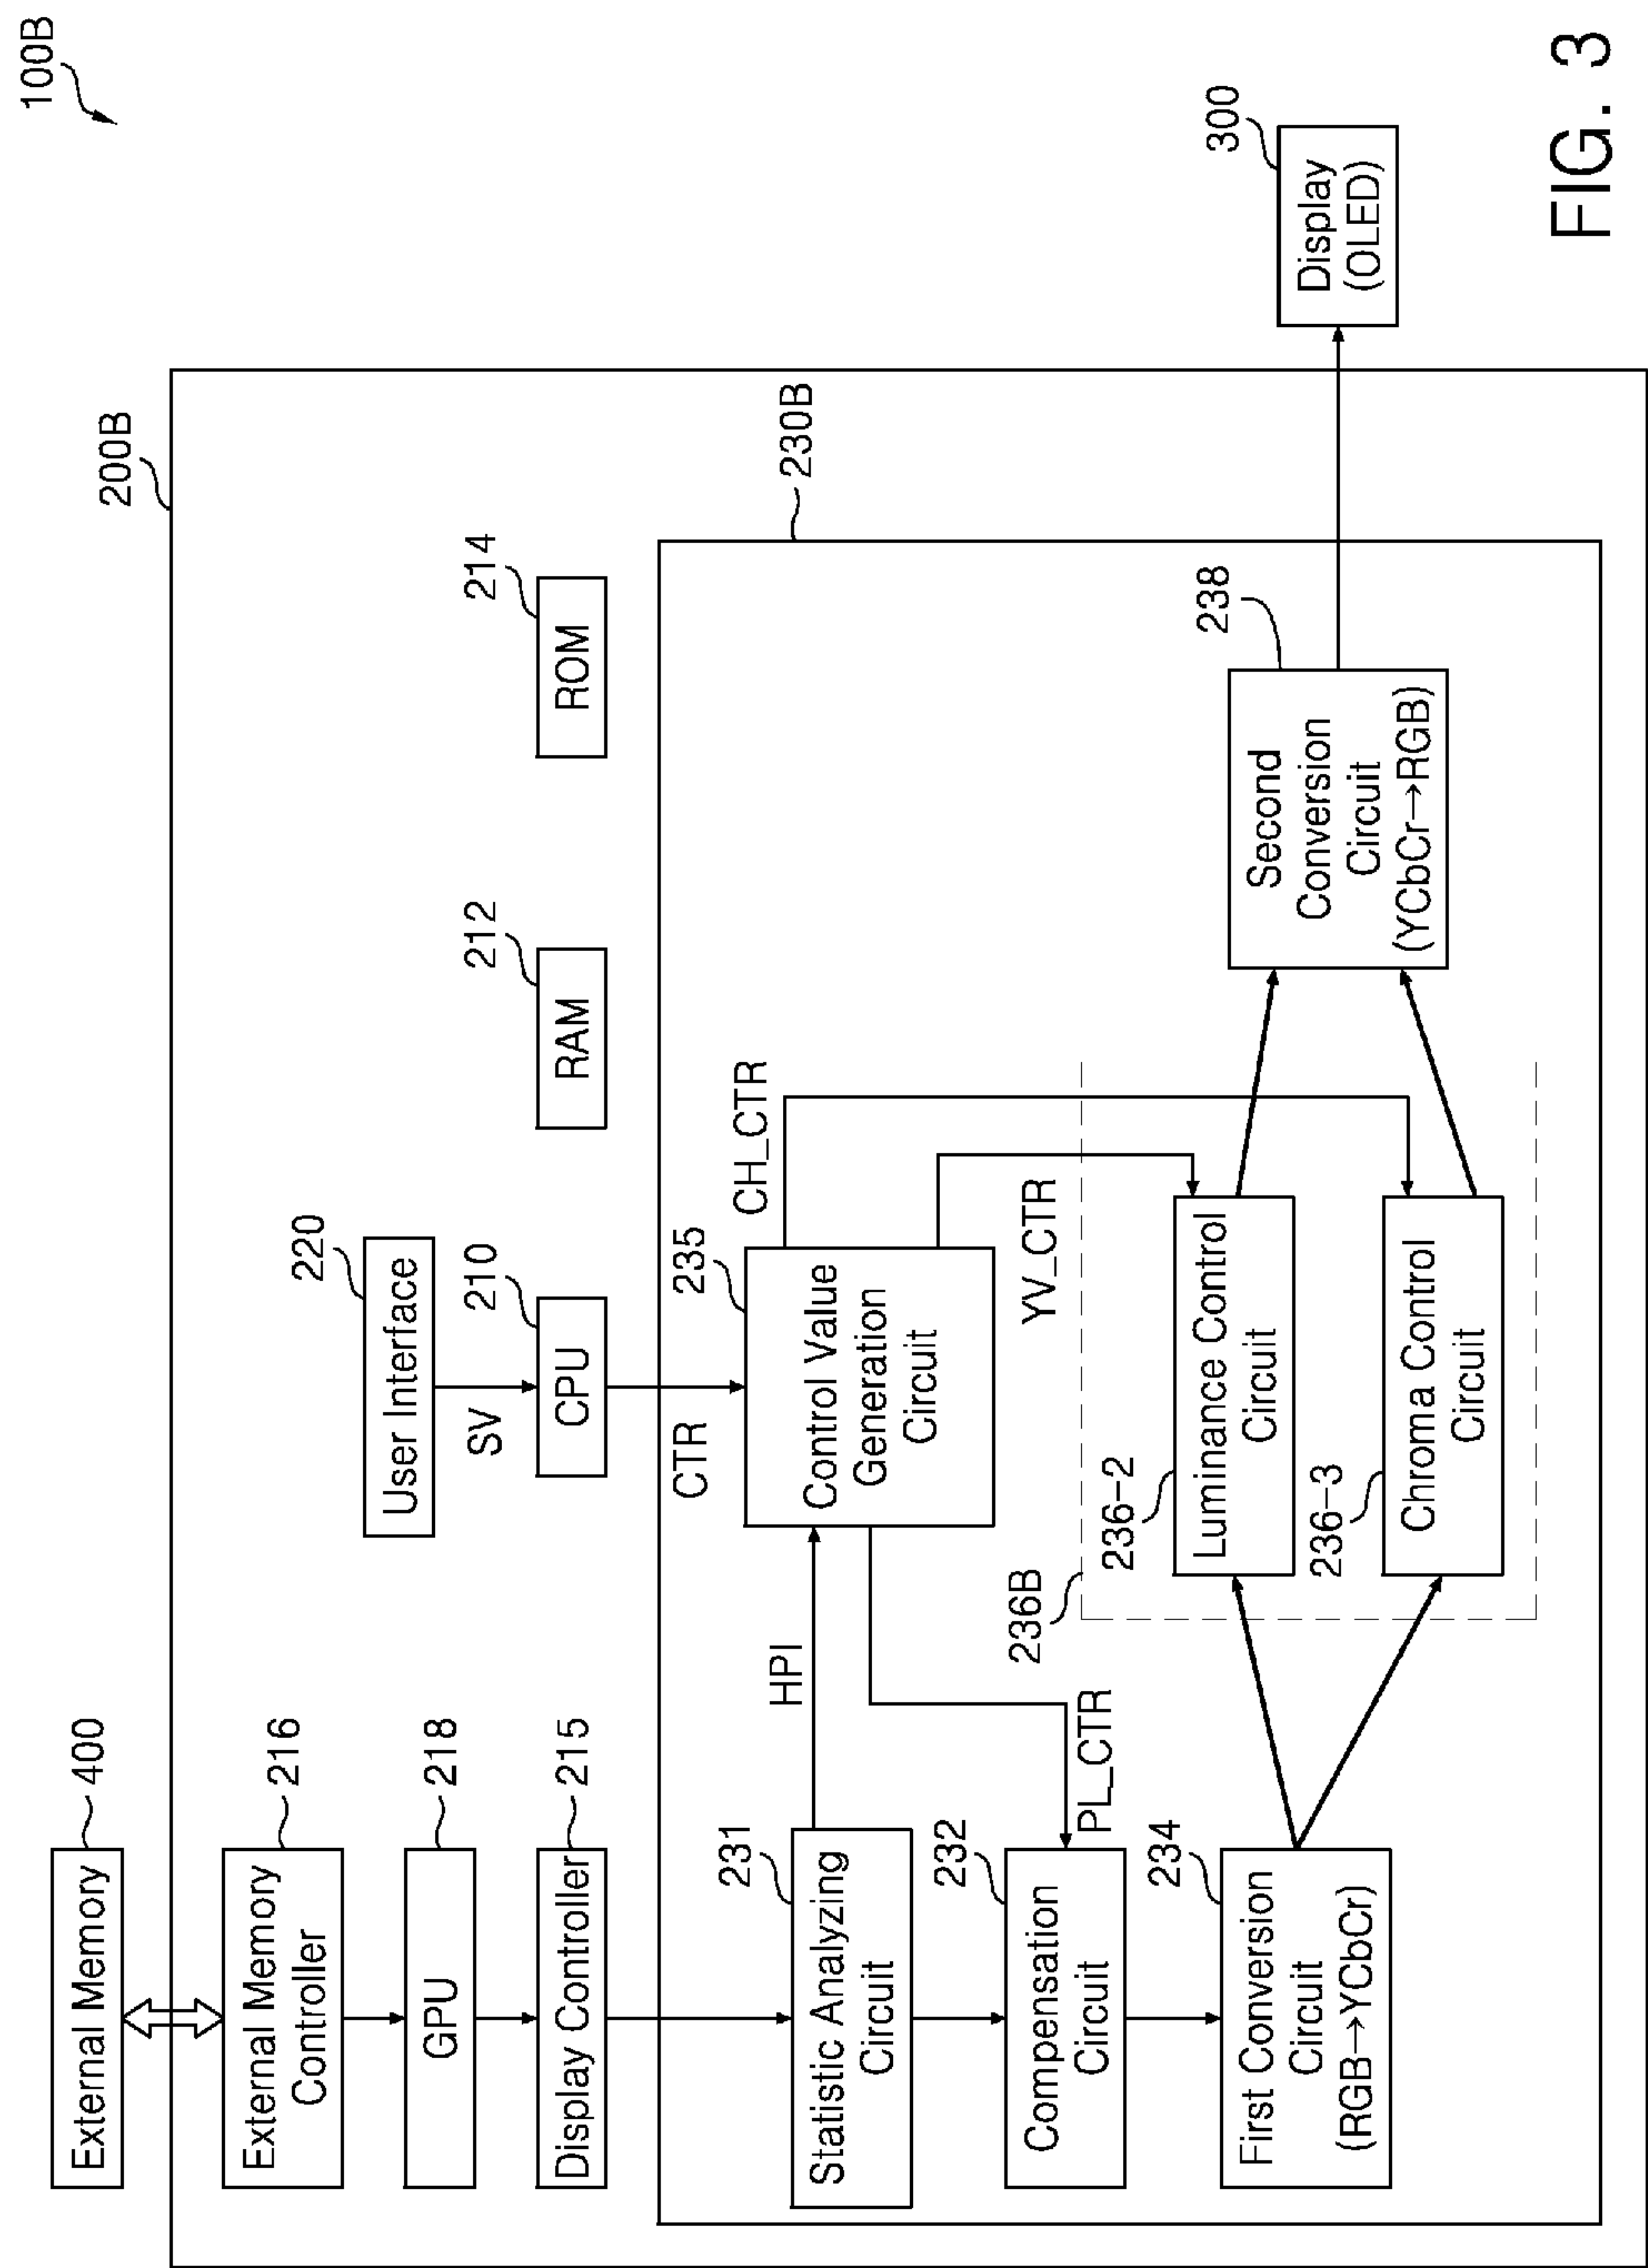 100B
External Memory
400
200B
External Memory
Controller
216
GPU
218
Display Controller
215
User Interface
220
SV
CPU
210
RAM
212
ROM
214
230B
CTR
Statistic Analyzing
Circuit
231
HPI
Control Value
Generation
Circuit
235
CH_CTR
YV_CTR
PL_CTR
Compensation
Circuit
232
First Conversion
Circuit
(RGB→YCbCr)
234
236B
236-2
Luminance Control
Circuit
236-3
Chroma Control
Circuit
Second
Conversion
Circuit
(YCbCr→RGB)
238
Display
(OLED)
300
FIG. 3